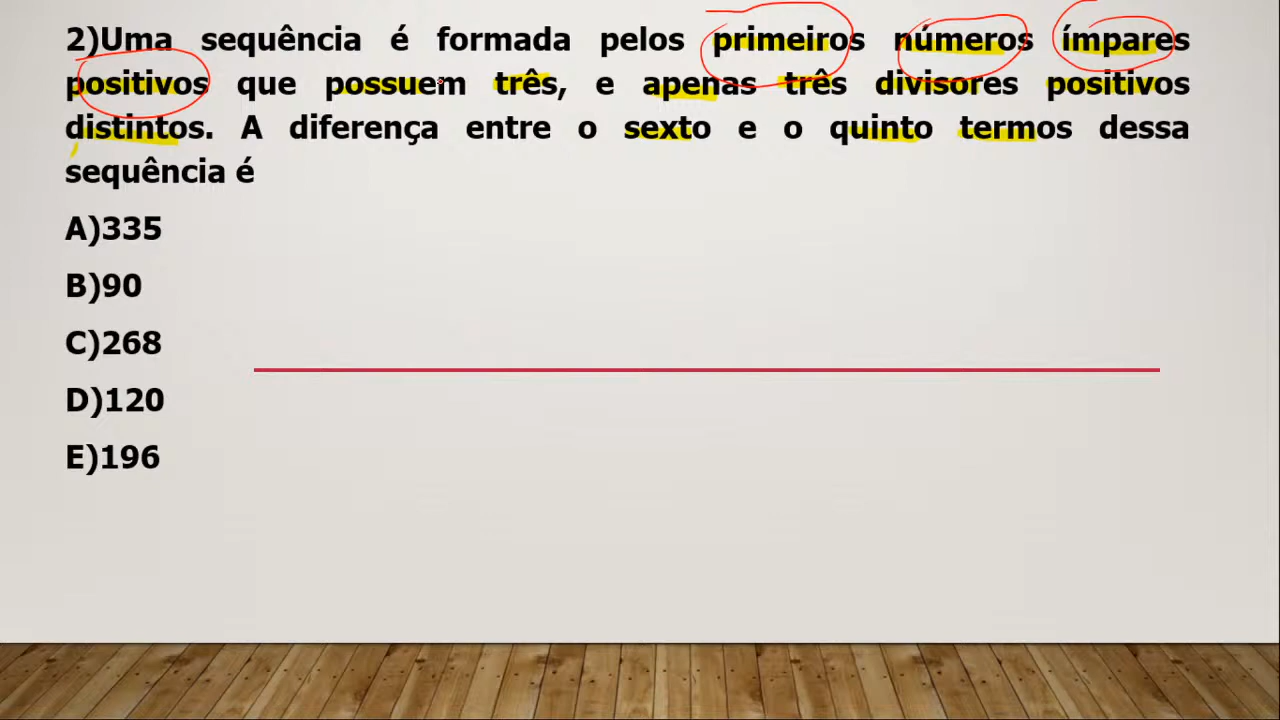 2)Uma sequência é formada pelos primeiros números ímpares
positivos que possuem três, e apenas três divisores positivos
distintos. A diferença entre o sexto e o quinto termos dessa
sequência é
A)335
B)90
C)268
D)120
E)196